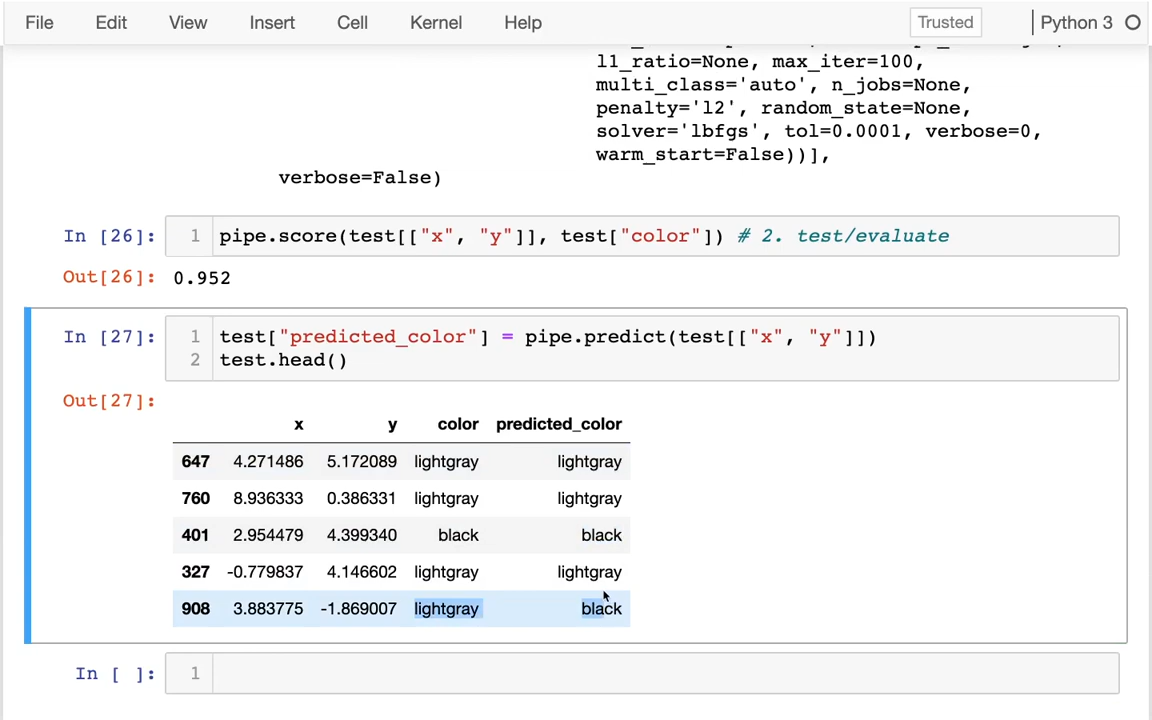 File Edit View Insert Cell Kernel Help Trusted Python 3
l1_ratio=None, max_iter=100,
multi_class='auto', n_jobs=None,
penalty='l2', random_state=None,
solver='lbfgs', tol=0.0001, verbose=0,
warm_start=False))],
verbose=False)
In [26]: 1 pipe.score(test[["x", "y"]], test["color"]) # 2. test/evaluate
Out[26]: 0.952
In [27]: 1 test["predicted_color"] = pipe.predict(test[["x", "y"]])
2 test.head()
Out[27]:
x y color predicted_color
647 4.271486 5.172089 lightgray lightgray
760 8.936333 0.386331 lightgray lightgray
401 2.954479 4.399340 black black
327 -0.779837 4.146602 lightgray lightgray
908 3.883775 -1.869007 lightgray black
In [ ]: 1